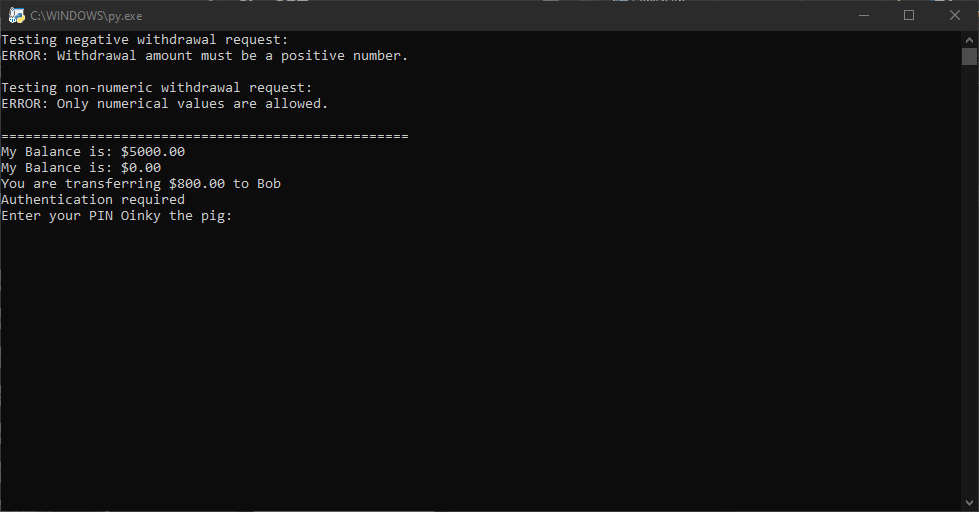 C:\WINDOWS\py.exe
Testing negative withdrawal request:
ERROR: Withdrawal amount must be a positive number.
Testing non-numeric withdrawal request:
ERROR: Only numerical values are allowed.
===================================================
My Balance is: $5000.00
My Balance is: $0.00
You are transferring $800.00 to Bob
Authentication required
Enter your PIN Oinky the pig: